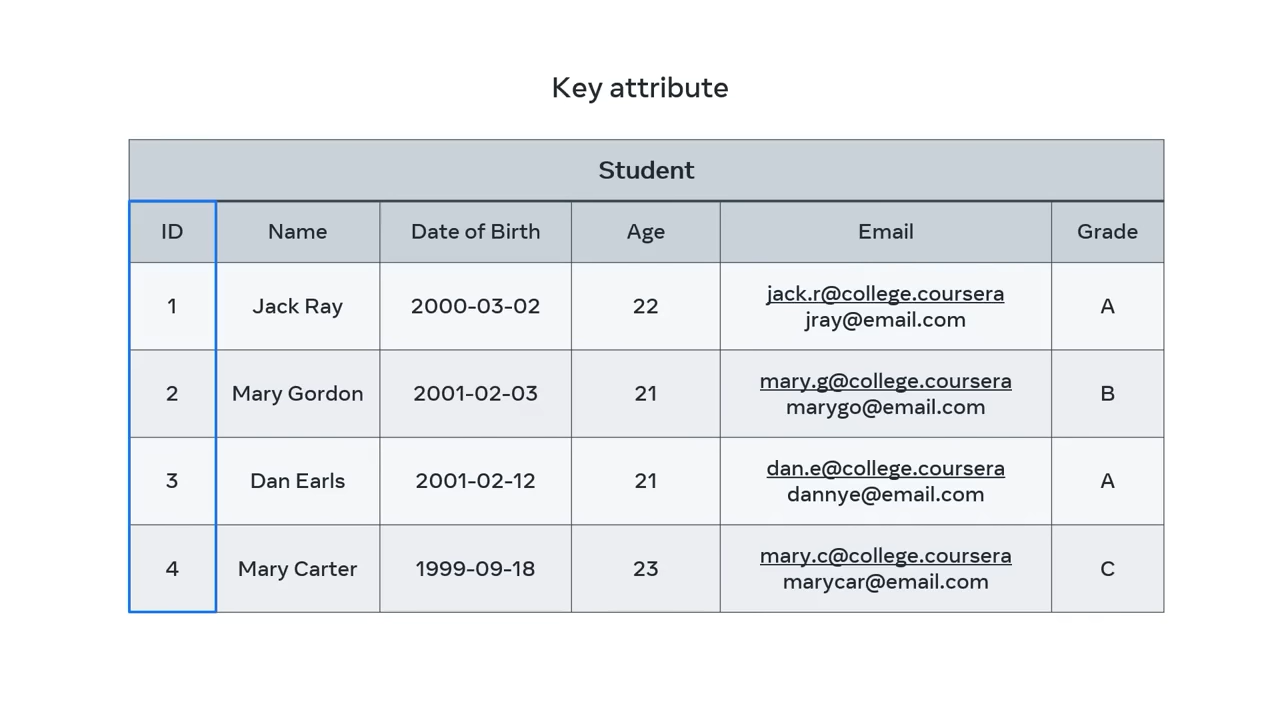 Key attribute
Student
ID Name Date of Birth Age Email Grade
1 Jack Ray 2000-03-02 22 jack.r@college.coursera A
jray@email.com
2 Mary Gordon 2001-02-03 21 mary.g@college.coursera B
marygo@email.com
3 Dan Earls 2001-02-12 21 dan.e@college.coursera A
dannye@email.com
4 Mary Carter 1999-09-18 23 mary.c@college.coursera C
marycar@email.com